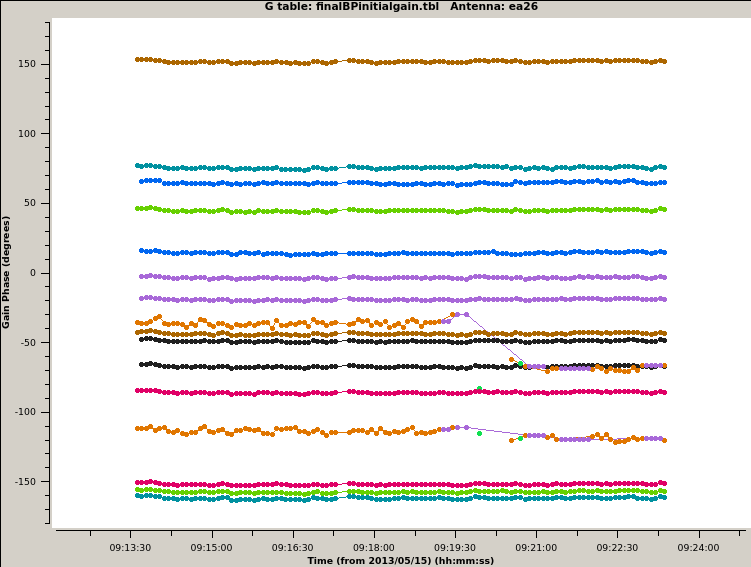 G table: finalBPinitialgain.tbl   Antenna: ea26
Gain Phase (degrees)
150
100
50
0
-50
-100
-150
09:13:30 09:15:00 09:16:30 09:18:00 09:19:30 09:21:00 09:22:30 09:24:00
Time (from 2013/05/15) (hh:mm:ss)